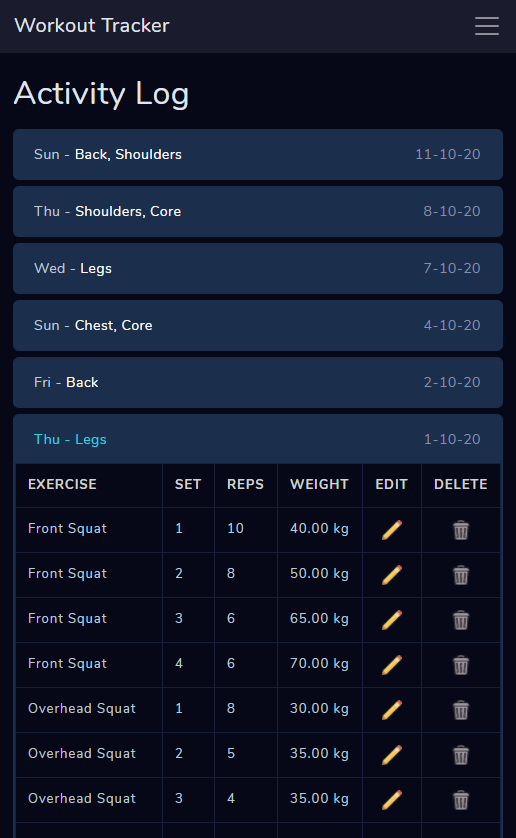 Workout Tracker
Activity Log
Sun - Back, Shoulders 11-10-20
Thu - Shoulders, Core 8-10-20
Wed - Legs 7-10-20
Sun - Chest, Core 4-10-20
Fri - Back 2-10-20
Thu - Legs 1-10-20
EXERCISE SET REPS WEIGHT EDIT DELETE
Front Squat 1 10 40.00 kg
Front Squat 2 8 50.00 kg
Front Squat 3 6 65.00 kg
Front Squat 4 6 70.00 kg
Overhead Squat 1 8 30.00 kg
Overhead Squat 2 5 35.00 kg
Overhead Squat 3 4 35.00 kg